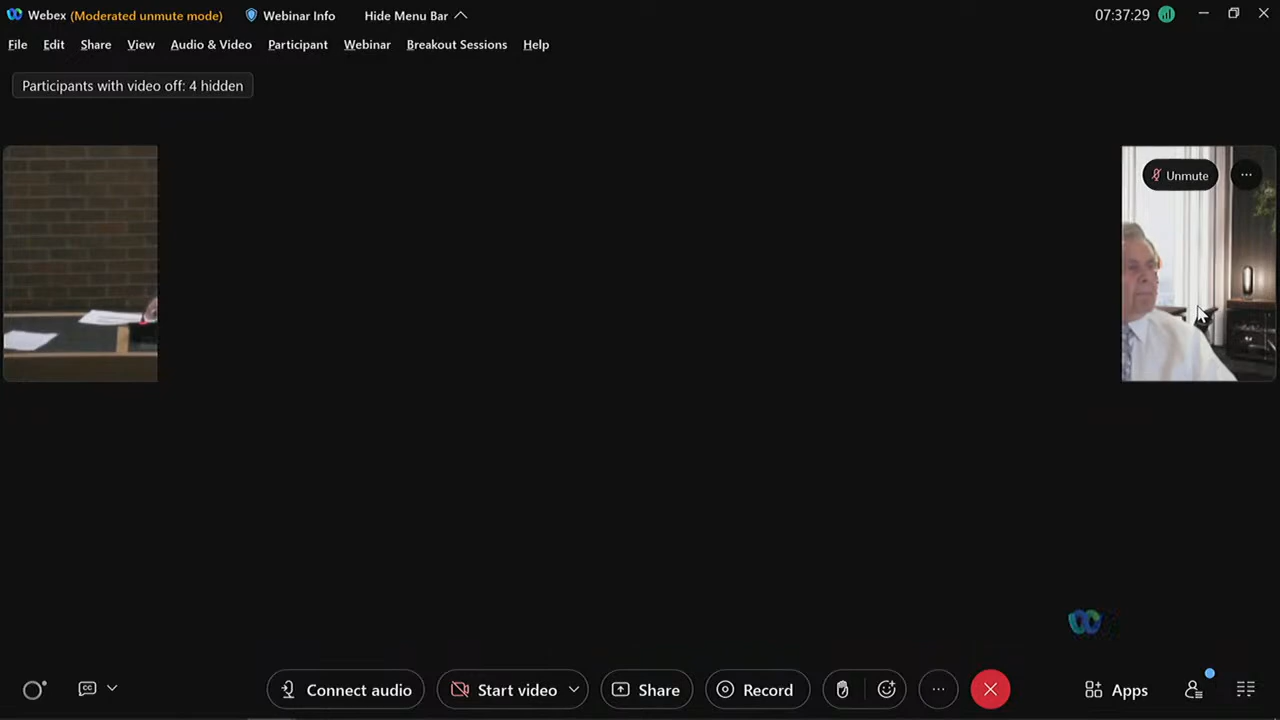 Webex (Moderated unmute mode) Webinar Info Hide Menu Bar 07:37:29
File Edit Share View Audio & Video Participant Webinar Breakout Sessions Help
Participants with video off: 4 hidden
Unmute
CC Connect audio Start video Share Record Apps